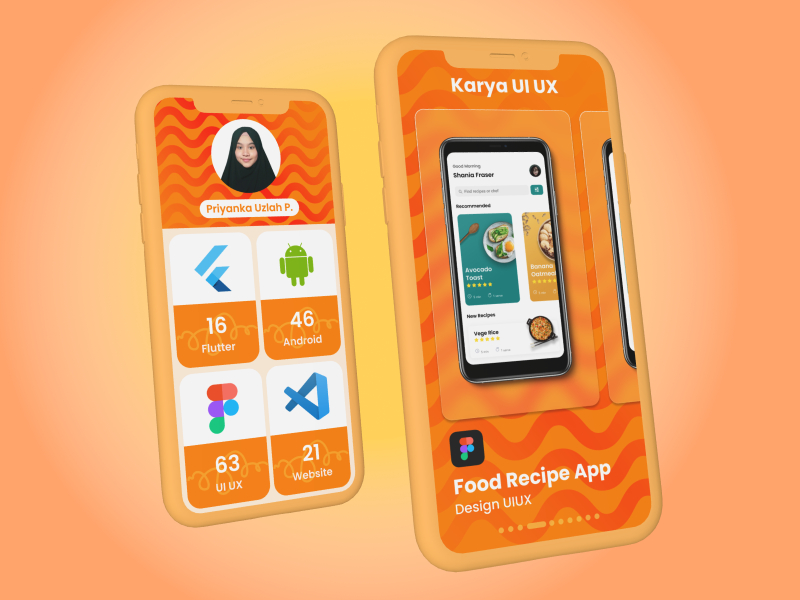 Priyanka Uzlah P.
16
Flutter
46
Android
63
UI UX
21
Website
Karya UI UX
Good Morning
Shania Fraser
Find recipes or chef
Recommended
Avocado
Toast
Banana
Oatmea
New Recipes
Vege Rice
Food Recipe App
Design UIUX